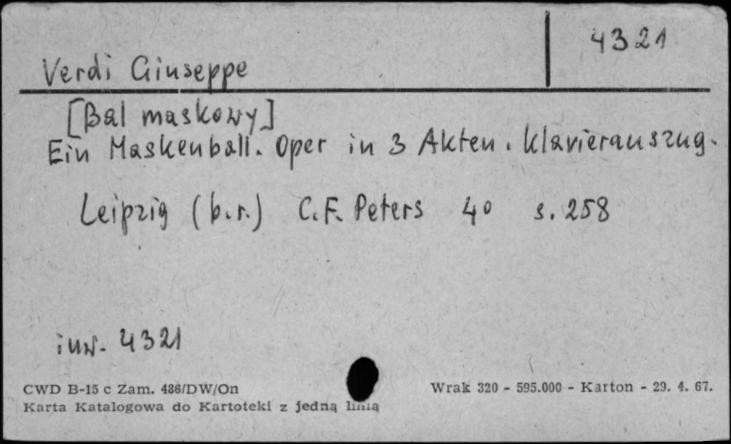 4321
Verdi Giuseppe
[Bal maskowy]
Ein Maskenball. Oper in 3 Akten. Klavierauszug.
Leipzig (b.r.) C.F. Peters 4° s. 258
inw. 4321
CWD B-15 c Zam. 486/DW/On
Wrak 320 - 595.000 - Karton - 29. 4. 67.
Karta Katalogowa do Kartoteki z jedną linią